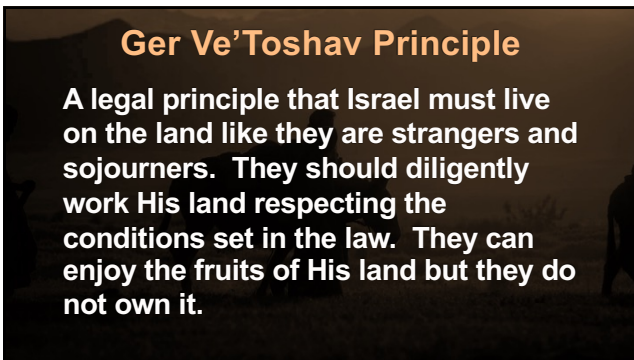 Ger Ve’Toshav Principle
A legal principle that Israel must live
on the land like they are strangers and
sojourners.  They should diligently
work His land respecting the
conditions set in the law.  They can
enjoy the fruits of His land but they do
not own it.